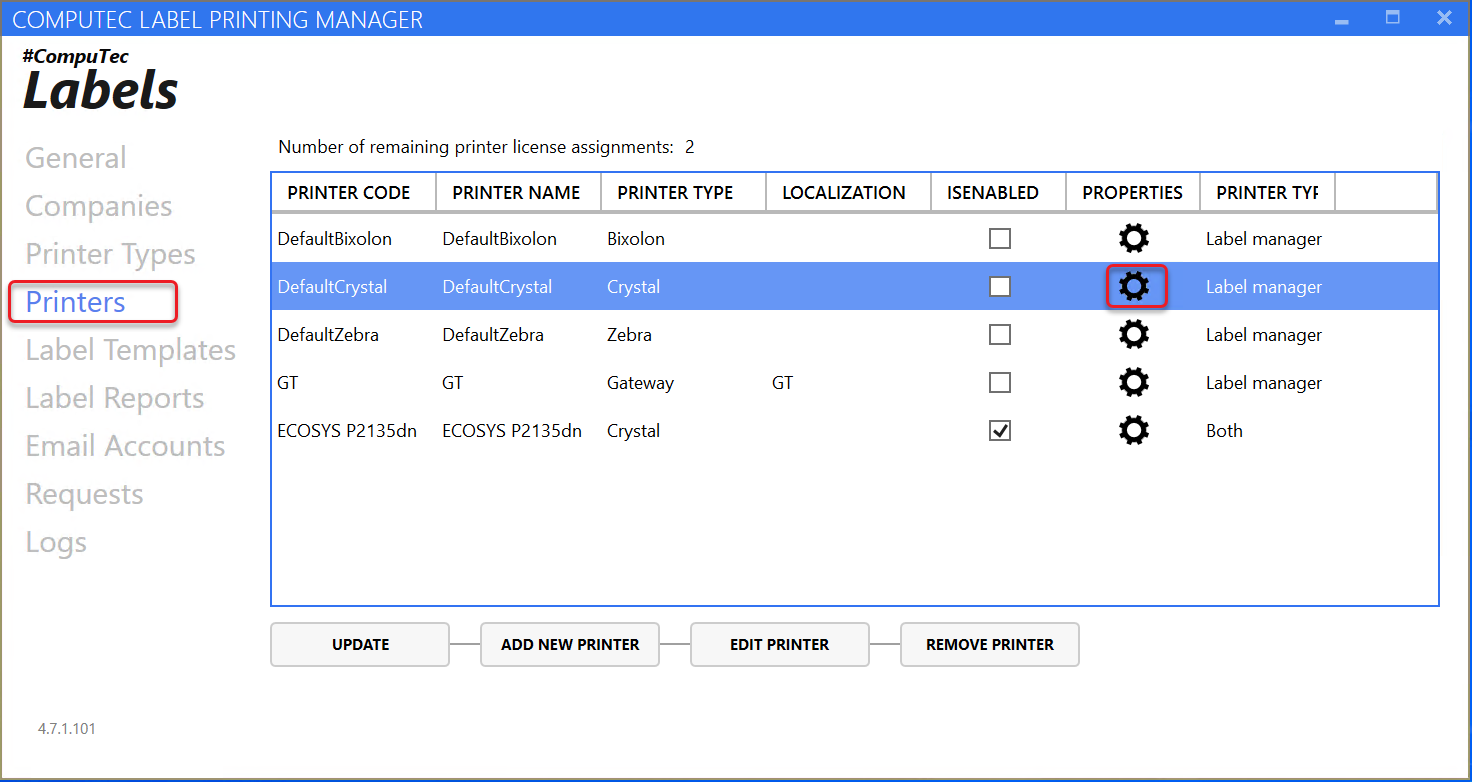 COMPUTEC LABEL PRINTING MANAGER
#CompuTec
Labels
General
Companies
Printer Types
Printers
Label Templates
Label Reports
Email Accounts
Requests
Logs
4.7.1.101
Number of remaining printer license assignments: 2
PRINTER CODE PRINTER NAME PRINTER TYPE LOCALIZATION ISENABLED PROPERTIES PRINTER TYF
DefaultBixolon DefaultBixolon Bixolon Label manager
DefaultCrystal DefaultCrystal Crystal Label manager
DefaultZebra DefaultZebra Zebra Label manager
GT GT Gateway GT Label manager
ECOSYS P2135dn ECOSYS P2135dn Crystal Both
UPDATE ADD NEW PRINTER EDIT PRINTER REMOVE PRINTER